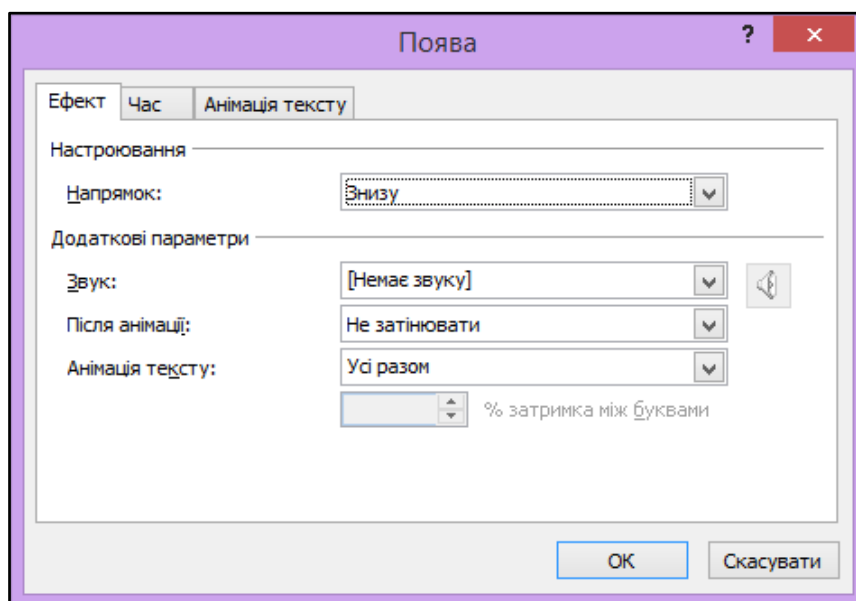 Поява
?
Ефект Час Анімація тексту
Настроювання
Напрямок: Знизу
Додаткові параметри
Звук: [Немає звуку]
Після анімації: Не затінювати
Анімація тексту: Усі разом
% затримка між буквами
ОК Скасувати